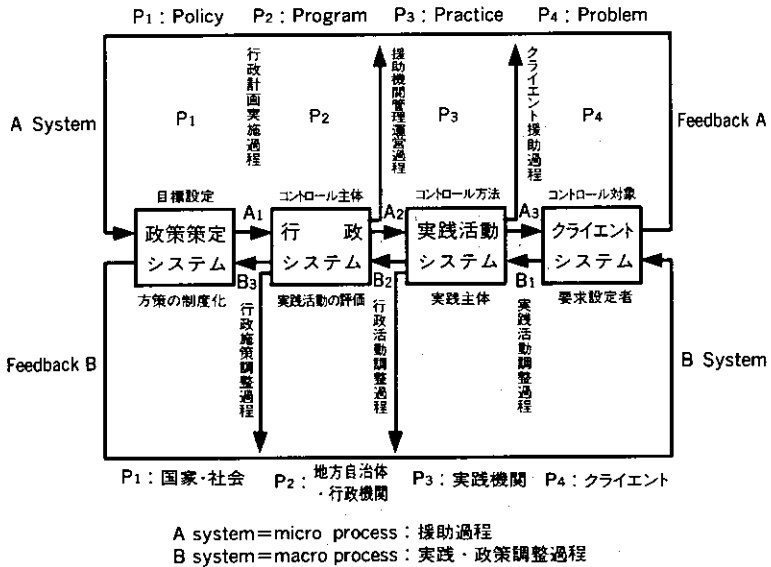 P1：Policy P2：Program P3：Practice P4：Problem
行政計画実施過程
援助機関管理運営過程
クライエント援助過程
A System
P1 P2 P3 P4
Feedback A
目標設定 コントロール主体 コントロール方法 コントロール対象
A1 A2 A3
政策策定
システム
行 政
システム
実践活動
システム
クライエント
システム
B3 B2 B1
方策の制度化 実践活動の評価 実践主体 要求設定者
行政施策調整過程
行政活動調整過程
実践活動調整過程
Feedback B
B System
P1：国家・社会
P2：地方自治体
・行政機関
P3：実践機関
P4：クライエント
A system＝micro process：援助過程
B system＝macro process：実践・政策調整過程